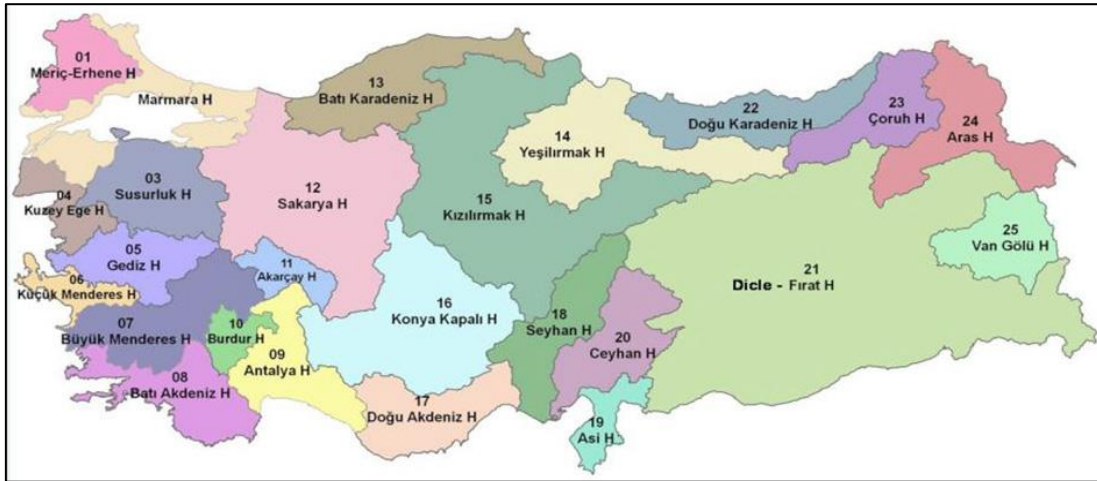 01
Meriç-Erhene H
Marmara H
03
Susurluk H
04
Kuzey Ege H
05
Gediz H
06
Küçük Menderes H
07
Büyük Menderes H
08
Batı Akdeniz H
09
Antalya H
10
Burdur H
11
Akarçay H
12
Sakarya H
13
Batı Karadeniz H
14
Yeşilırmak H
15
Kızılırmak H
16
Konya Kapalı H
17
Doğu Akdeniz H
18
Seyhan H
19
Asi H
20
Ceyhan H
21
Dicle - Fırat H
22
Doğu Karadeniz H
23
Çoruh H
24
Aras H
25
Van Gölü H